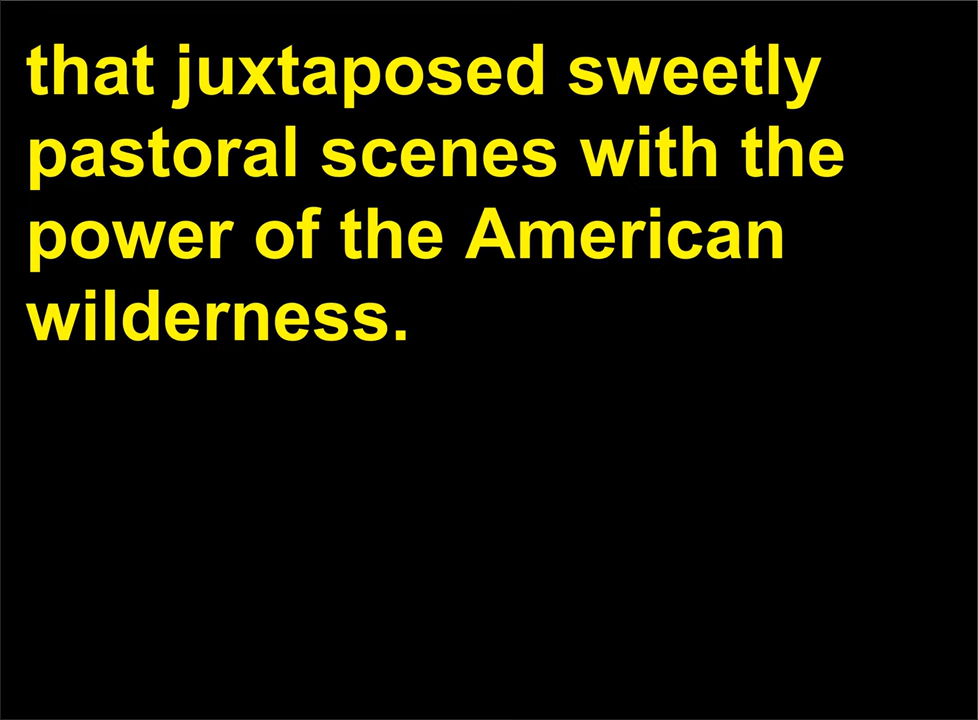 that juxtaposed sweetly
pastoral scenes with the
power of the American
wilderness.